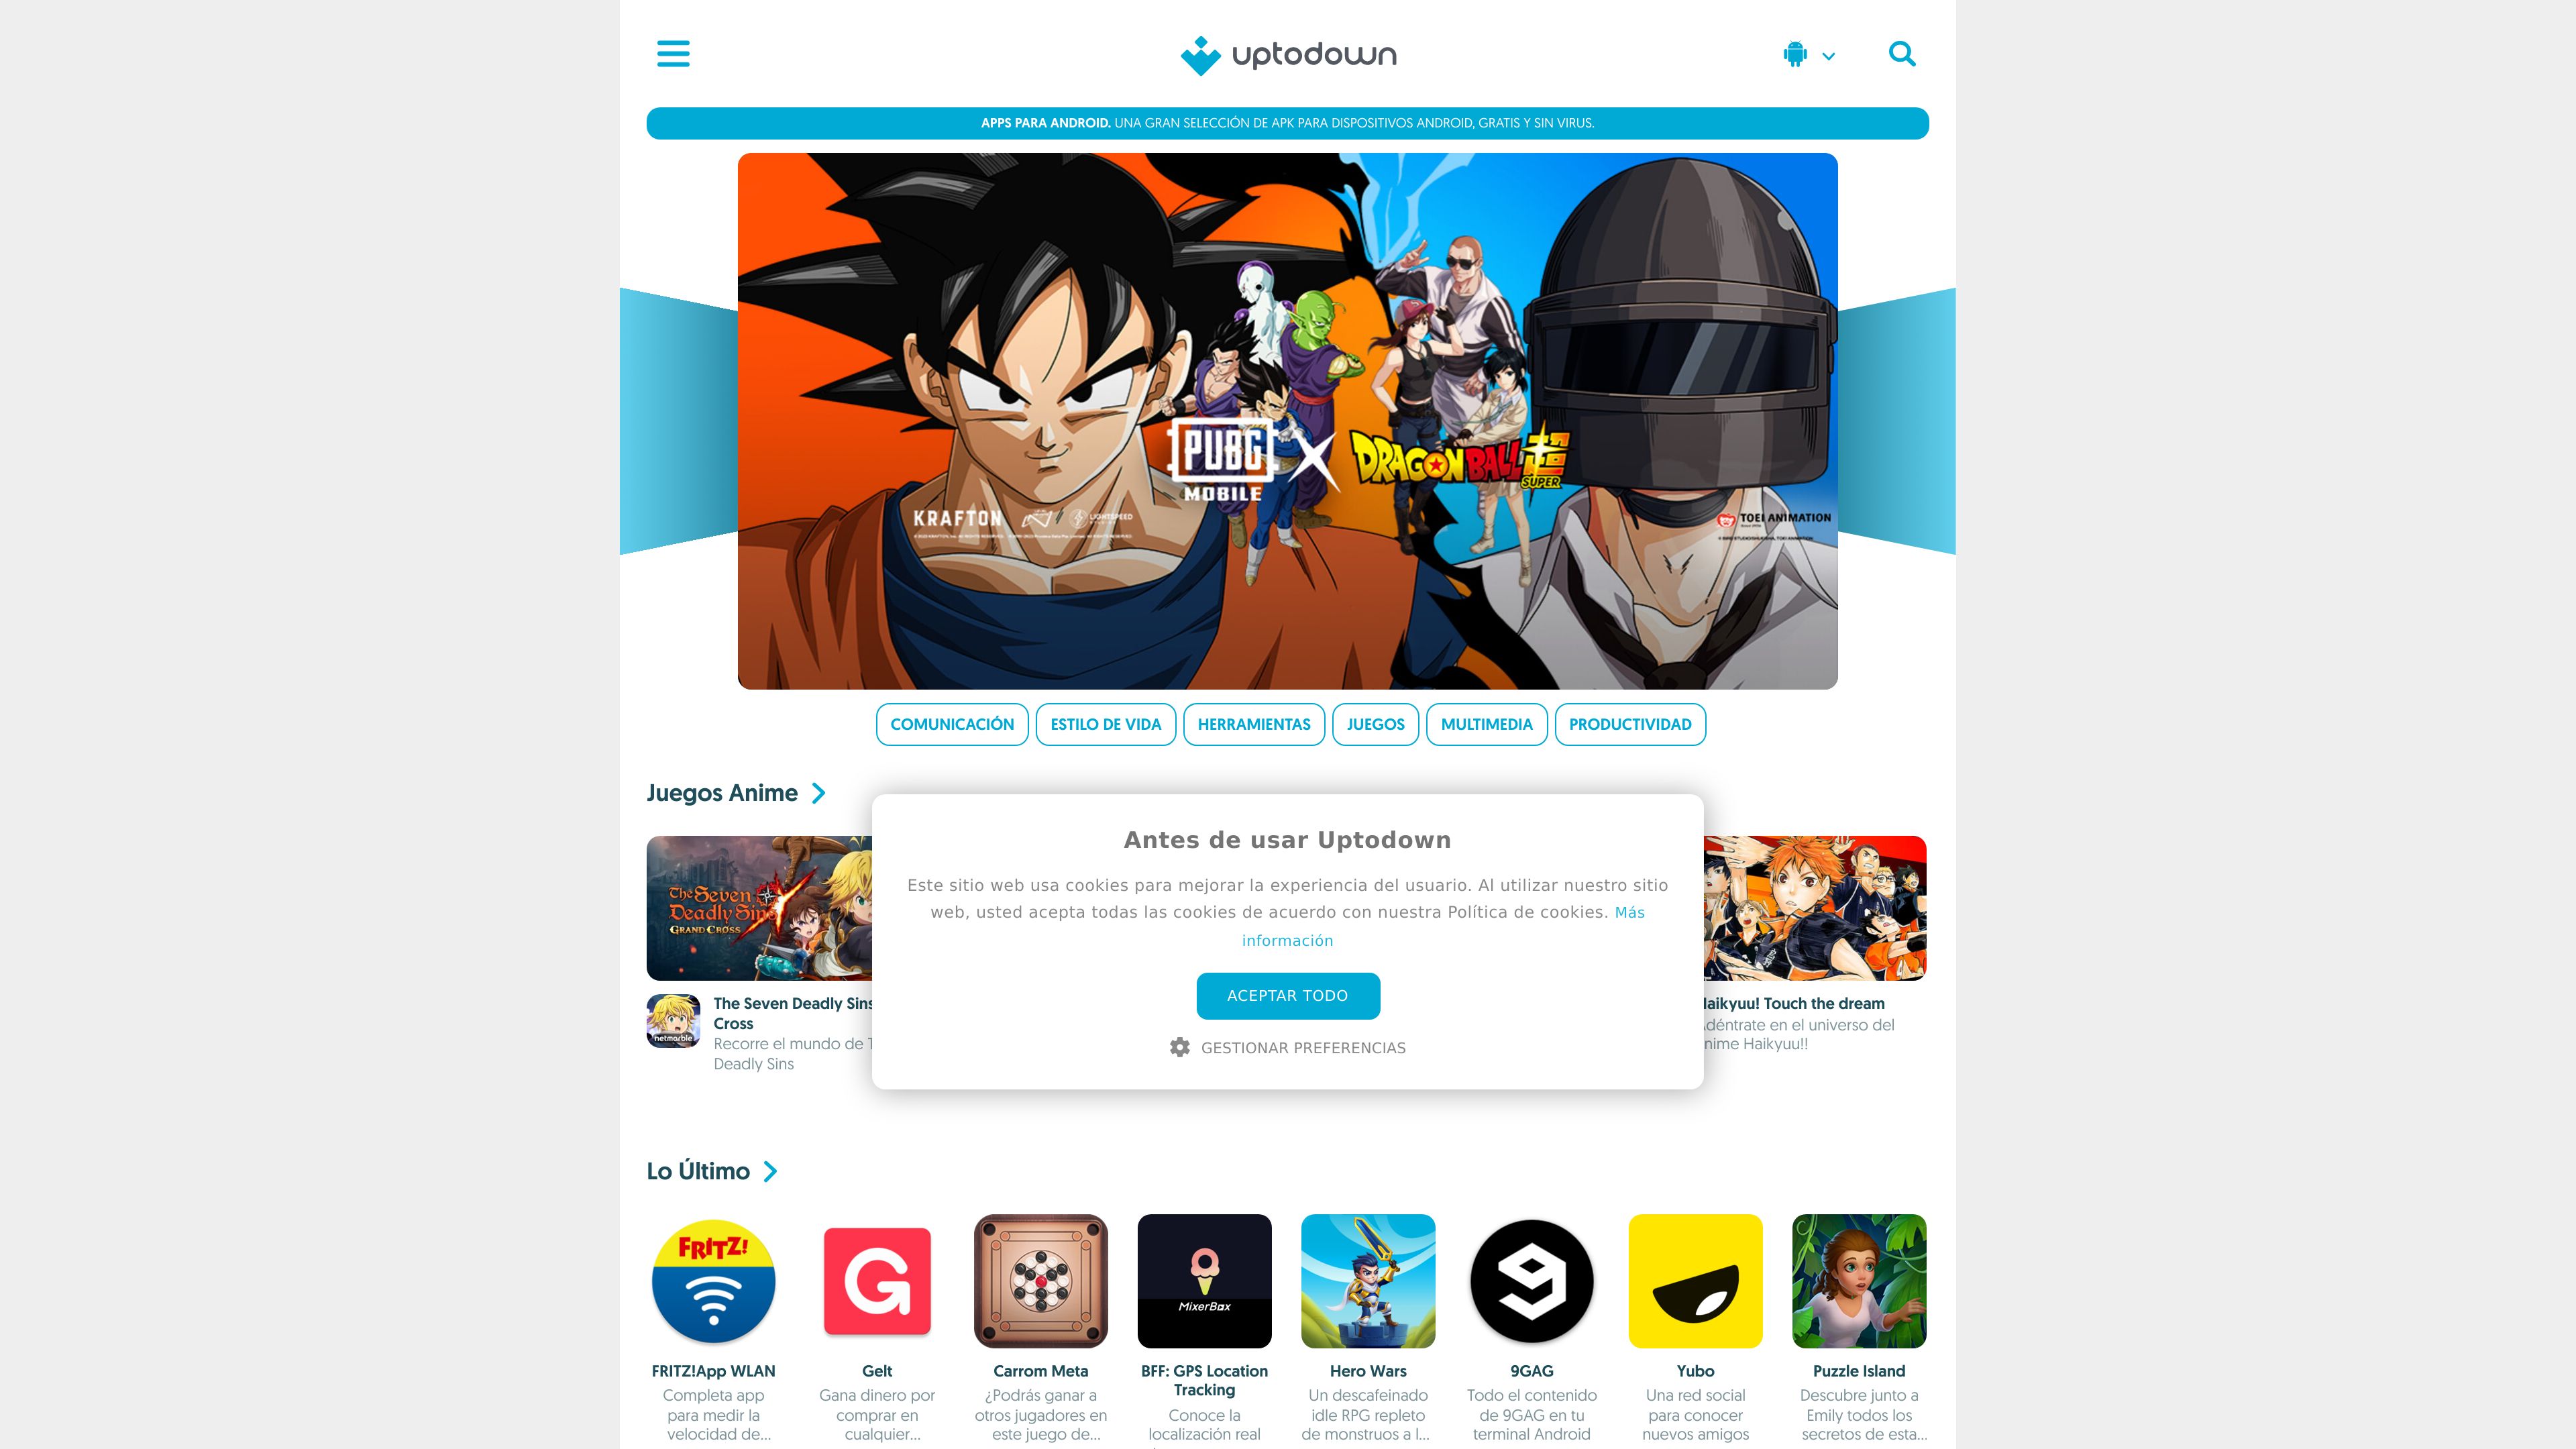 uptodown
APPS PARA ANDROID. UNA GRAN SELECCIÓN DE APK PARA DISPOSITIVOS ANDROID, GRATIS Y SIN VIRUS.
PUBG
MOBILE
X
DRAGON BALL
SUPER
KRAFTON
LIGHTSPEED
TOEI ANIMATION
COMUNICACIÓN
ESTILO DE VIDA
HERRAMIENTAS
JUEGOS
MULTIMEDIA
PRODUCTIVIDAD
Juegos Anime
The Seven
Deadly Sins
GRAND CROSS
netmarble
The Seven Deadly Sins
Cross
Recorre el mundo de
Deadly Sins
Antes de usar Uptodown
Este sitio web usa cookies para mejorar la experiencia del usuario. Al utilizar nuestro sitio
web, usted acepta todas las cookies de acuerdo con nuestra Política de cookies. Más
información
ACEPTAR TODO
GESTIONAR PREFERENCIAS
aikyuu! Touch the dream
déntrate en el universo del
nime Haikyuu!!
Lo Último
FRITZ!
G
MixerBox
9
FRITZ!App WLAN
Completa app
para medir la
velocidad de...
Gelt
Gana dinero por
comprar en
cualquier...
Carrom Meta
¿Podrás ganar a
otros jugadores en
este juego de...
BFF: GPS Location
Tracking
Conoce la
localización real
Hero Wars
Un descafeinado
idle RPG repleto
de monstruos a l...
9GAG
Todo el contenido
de 9GAG en tu
terminal Android
Yubo
Una red social
para conocer
nuevos amigos
Puzzle Island
Descubre junto a
Emily todos los
secretos de esta...